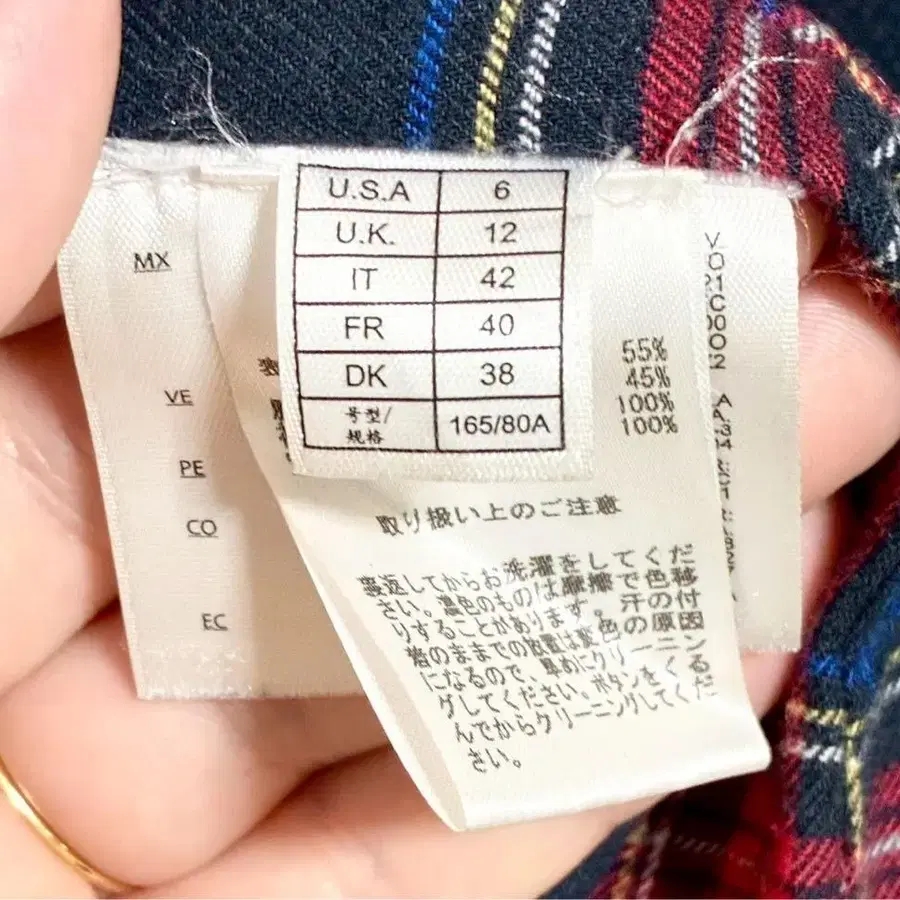 U.S.A 6
U.K. 12
IT 42
FR 40
DK 38
号型/规格 165/80A
MX
VE
PE
CO
EC
55%
45%
100%
100%
取り扱い上のご注意
裏返してからお洗濯をしてくだ
さい。濃色のものは摩擦で色移
りすることがあります。汗の付
着のままでの放置は変色の原因
になるので、早めにクリーニン
グしてください。ボタンをくる
んでからクリーニングしてくだ
さい。